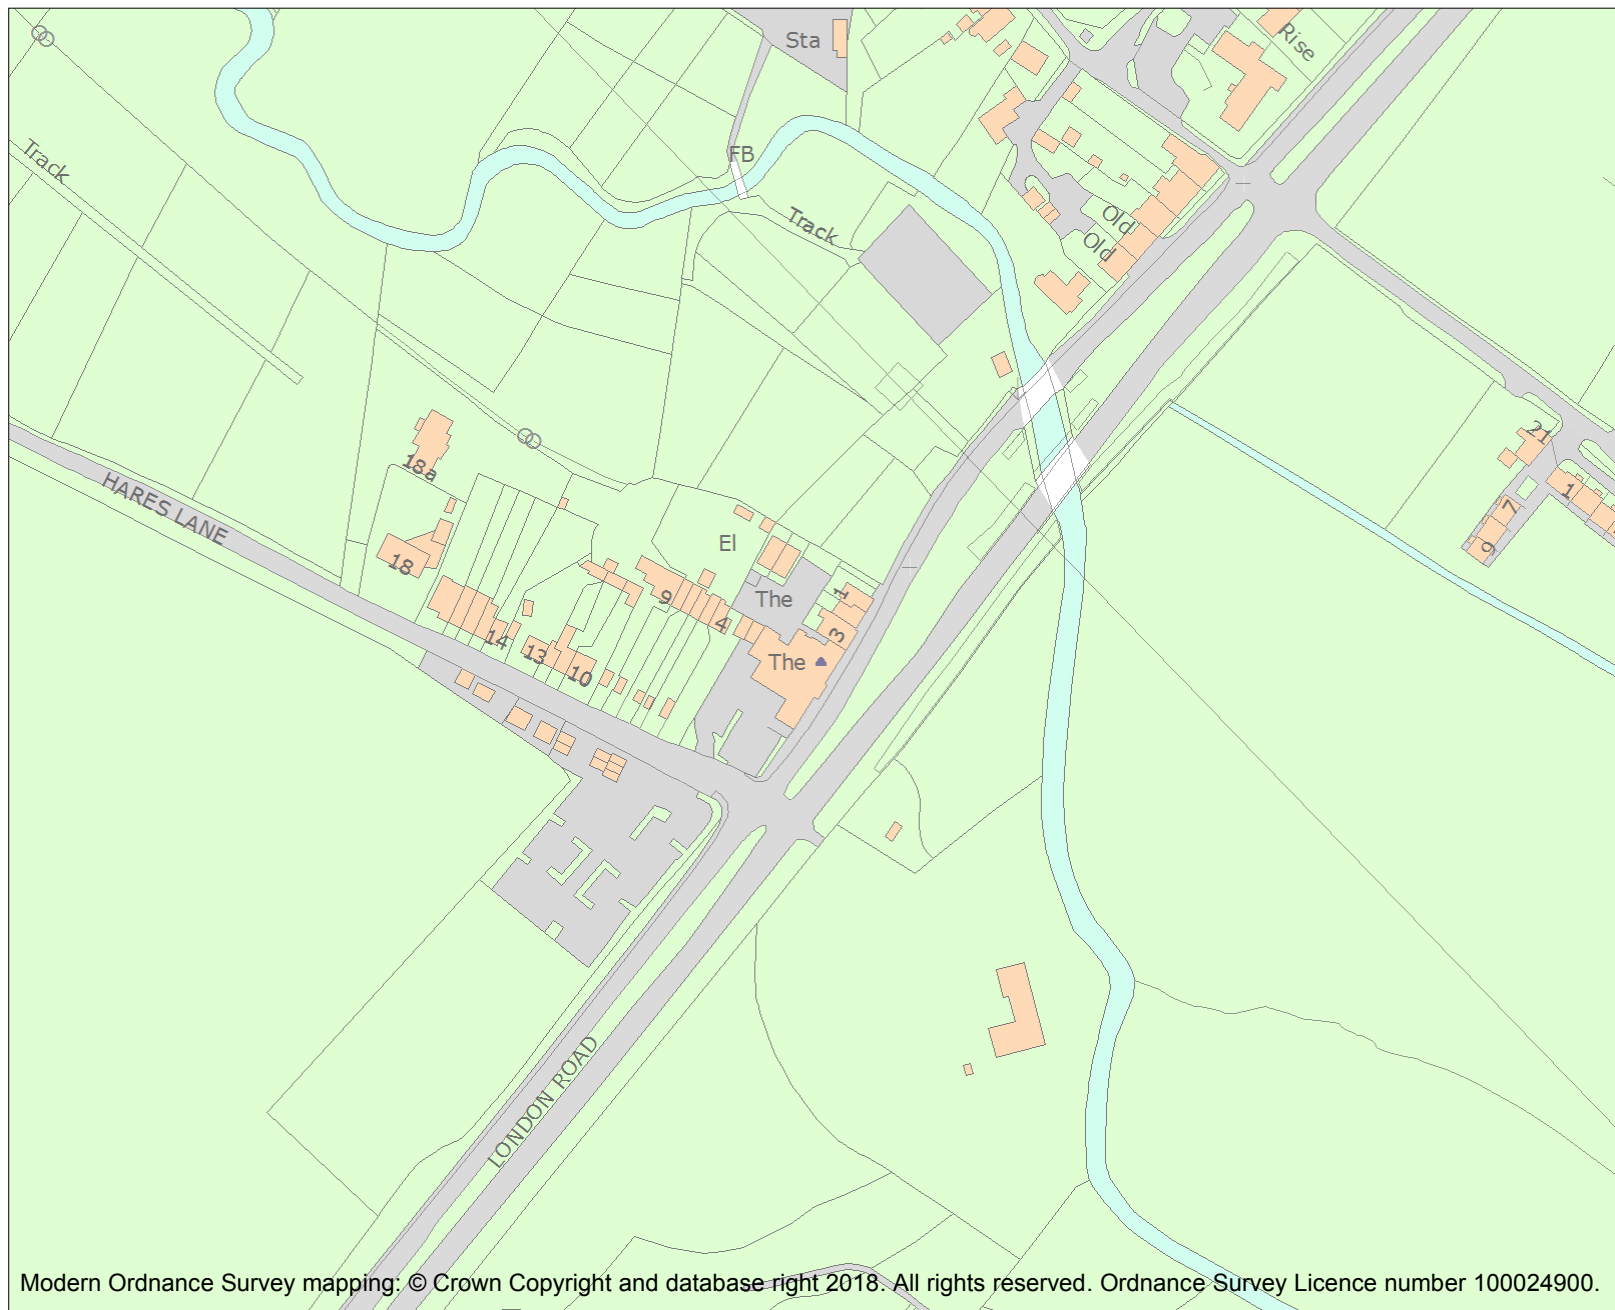 Sta
Rise
Track
FB
Track
Old
Old
21
18a
1
7
HARES LANE
9
El
18
The
1
9
4
3
14
13
The
10
LONDON ROAD
Modern Ordnance Survey mapping: © Crown Copyright and database right 2018. All rights reserved. Ordnance Survey Licence number 100024900.